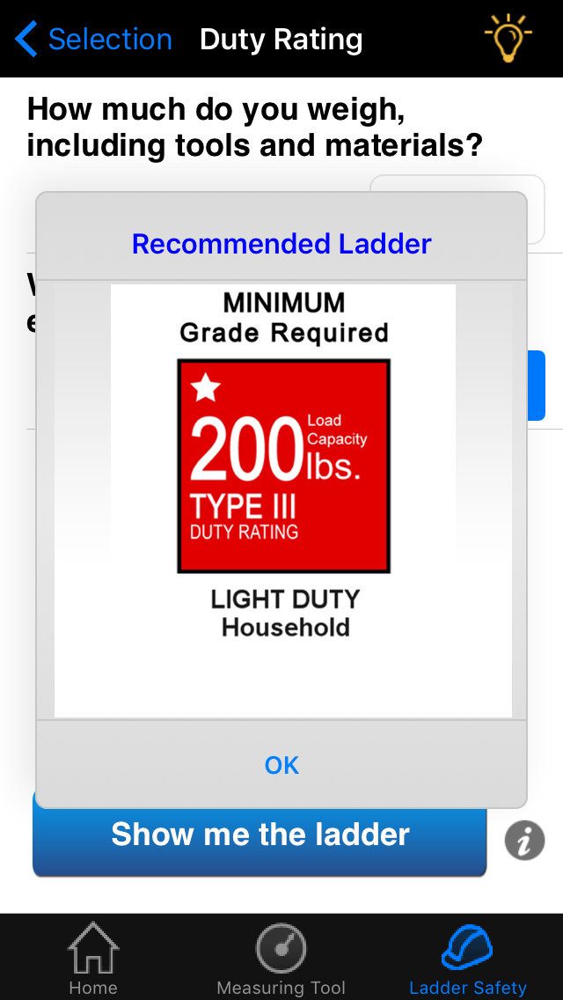 Selection
Duty Rating
How much do you weigh,
including tools and materials?
Recommended Ladder
MINIMUM
Grade Required
200 Load Capacity lbs.
TYPE III
DUTY RATING
LIGHT DUTY
Household
OK
Show me the ladder
Home
Measuring Tool
Ladder Safety